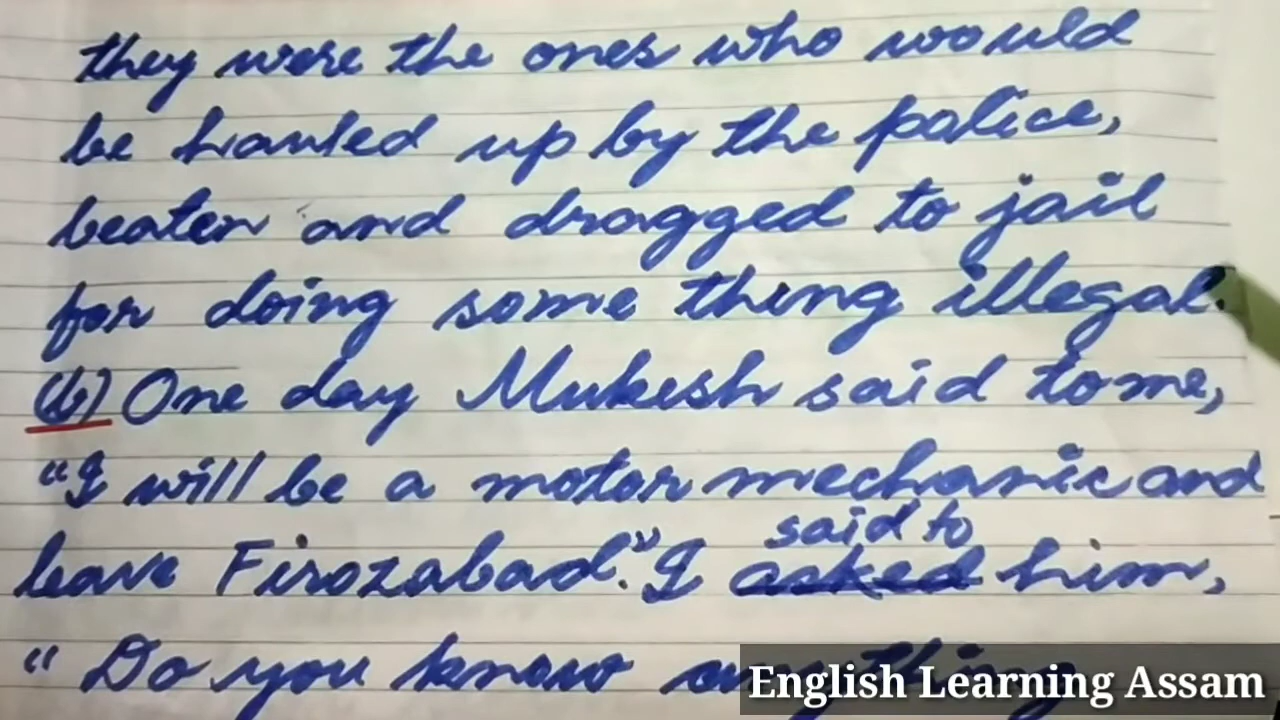 they were the ones who would
be hauled up by the police,
beaten and dragged to jail
for doing some thing illegal.
(b) One day Mukesh said to me,
"I will be a motor mechanic and
leave Firozabad." I said to him,
" Do you know anything
English Learning Assam